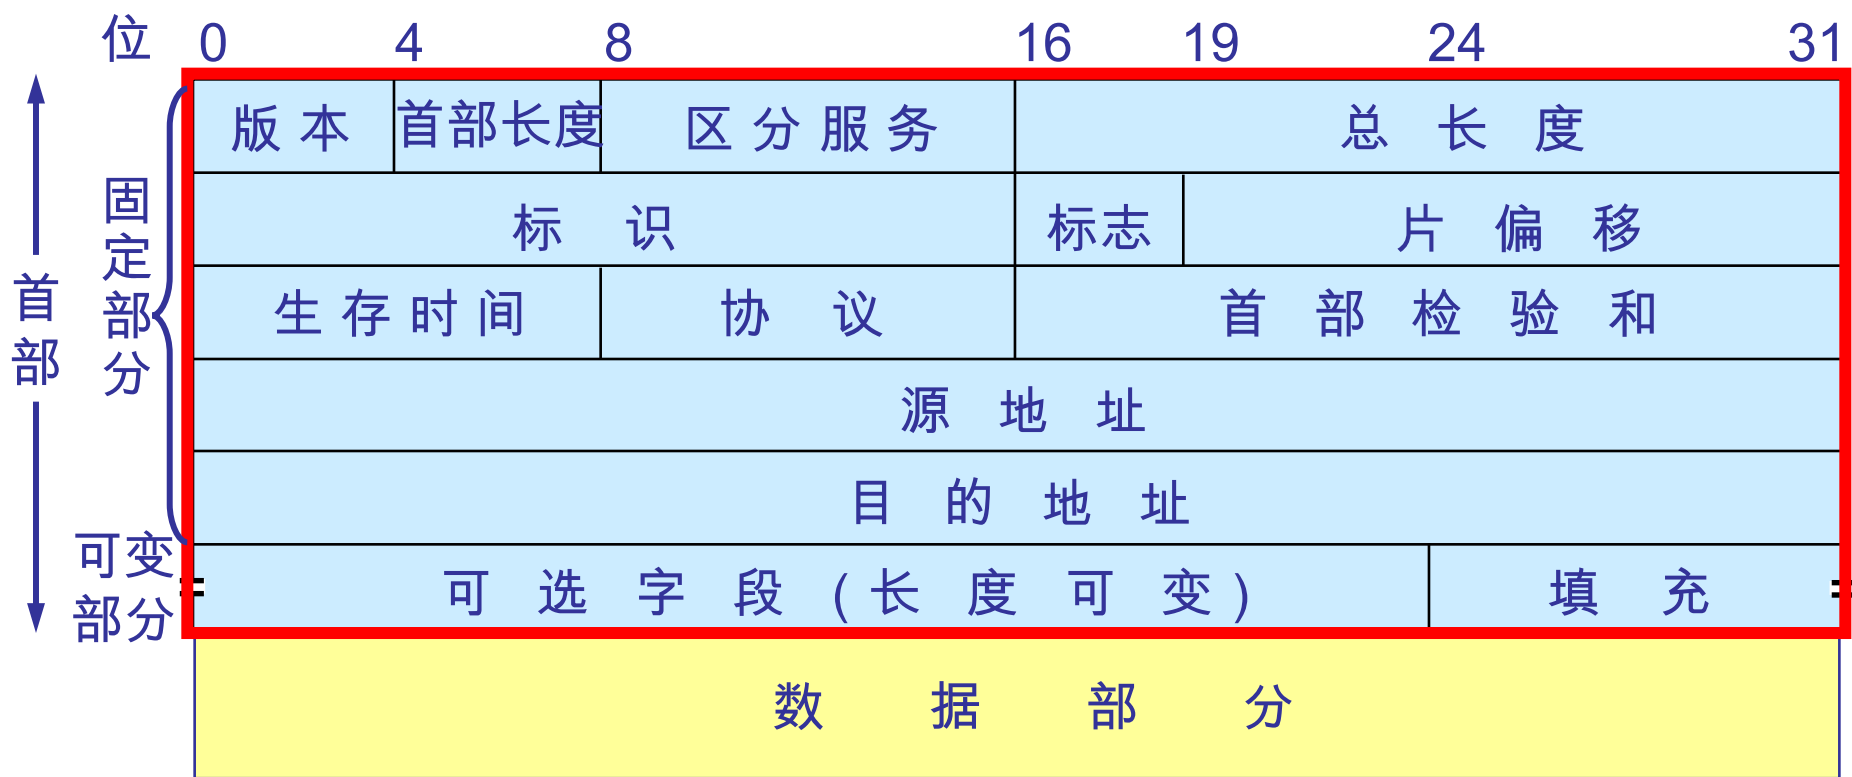 位 0 4 8 16 19 24 31
版本 首部长度 区分服务 总长度
标识 标志 片偏移
生存时间 协议 首部检验和
源地址
目的地址
可选字段(长度可变) 填充
数据部分
首部
固定部分
可变
部分